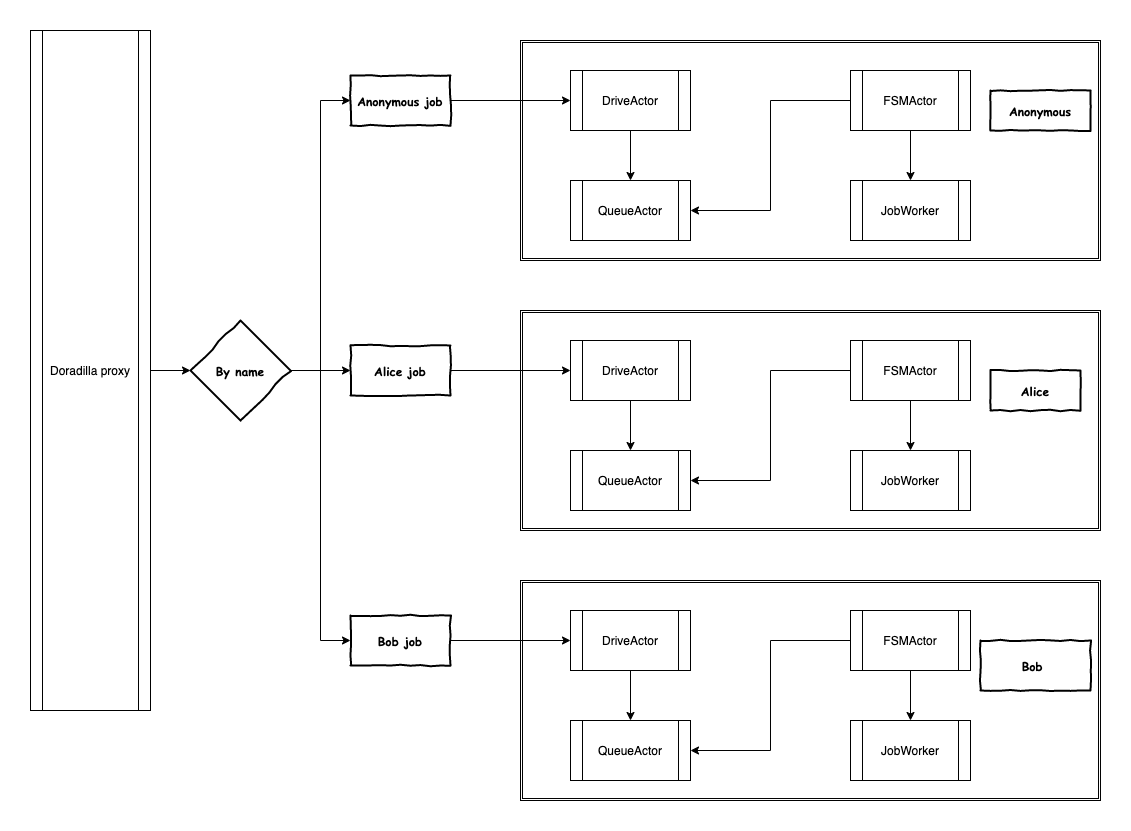 Doradilla proxy
By name
Anonymous job
DriveActor
FSMActor
Anonymous
QueueActor
JobWorker
Alice job
DriveActor
FSMActor
Alice
QueueActor
JobWorker
Bob job
DriveActor
FSMActor
Bob
QueueActor
JobWorker